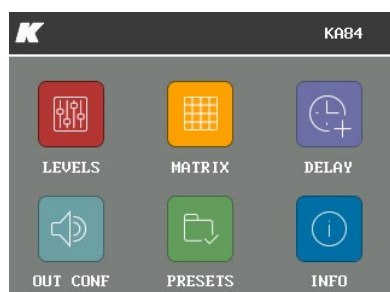 K KA84
LEVELS MATRIX DELAY
OUT CONF PRESETS INFO